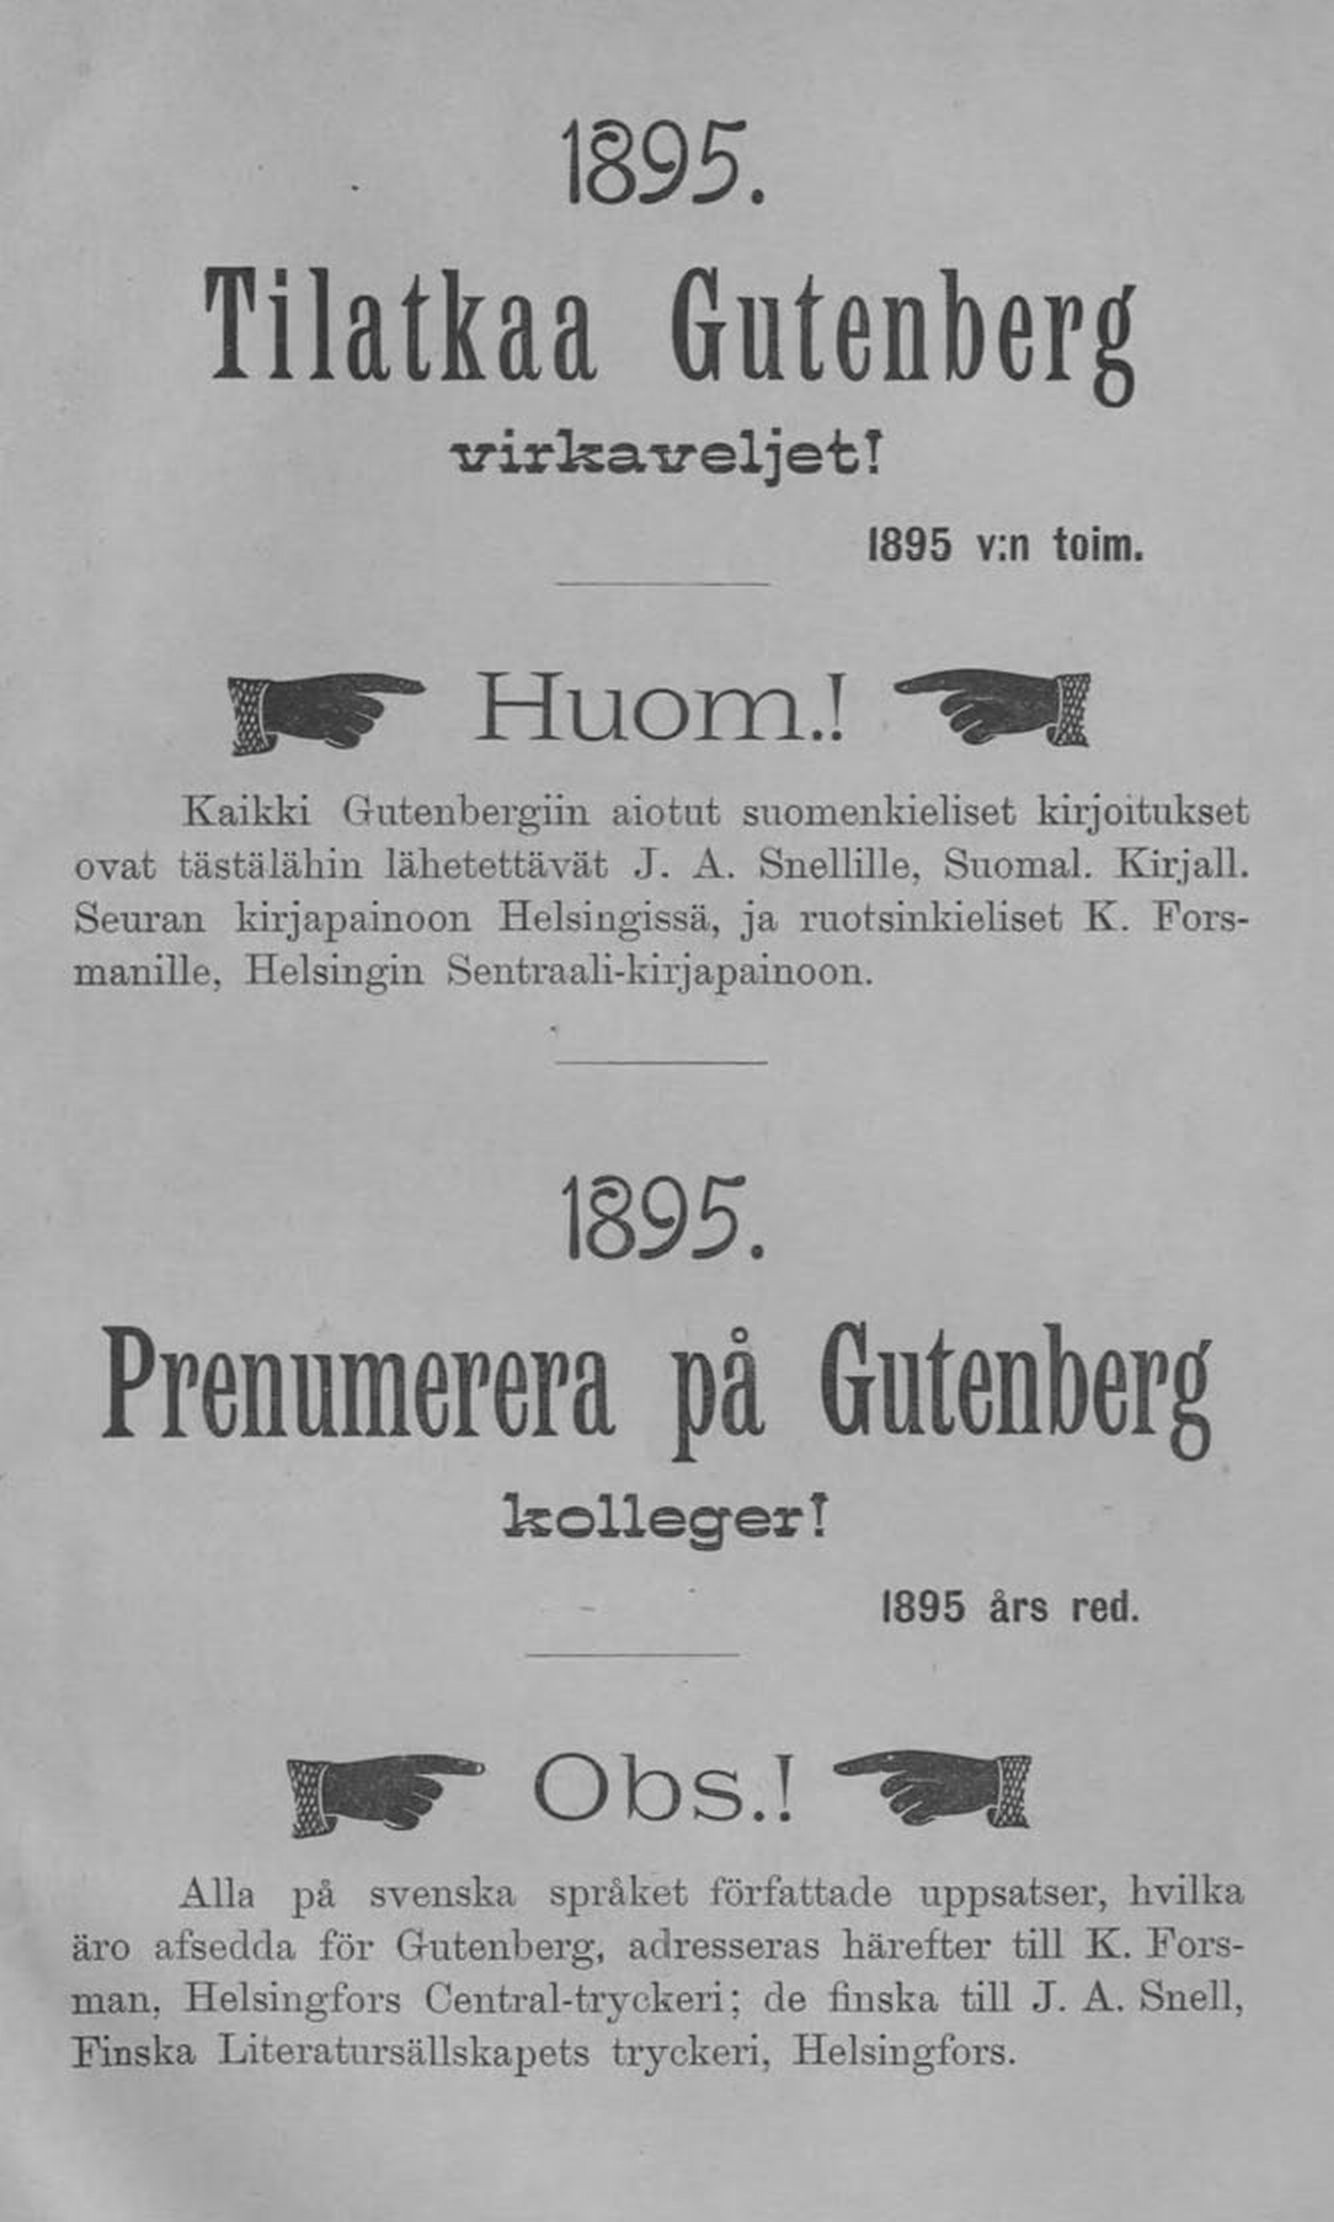 1895.
Tilatkaa Gutenberg
virkaveljet!
1895 v:n toim.
Huom.!
Kaikki Gutenbergiin aiotut suomenkieliset kirjoitukset
ovat tästälähin lähetettävät J. A. Snellille, Suomal. Kirjall.
Seuran kirjapainoon Helsingissä, ja ruotsinkieliset K. Fors-
manille, Helsingin Sentraali-kirjapainoon.
1895.
Prenumerera på Gutenberg
kolleger!
1895 års red.
Obs.!
Alla på svenska språket författade uppsatser, hvilka
äro afsedda för Gutenberg, adresseras härefter till K. Fors-
man, Helsingfors Central-tryckeri; de finska till J. A. Snell,
Finska Literatursällskapets tryckeri, Helsingfors.